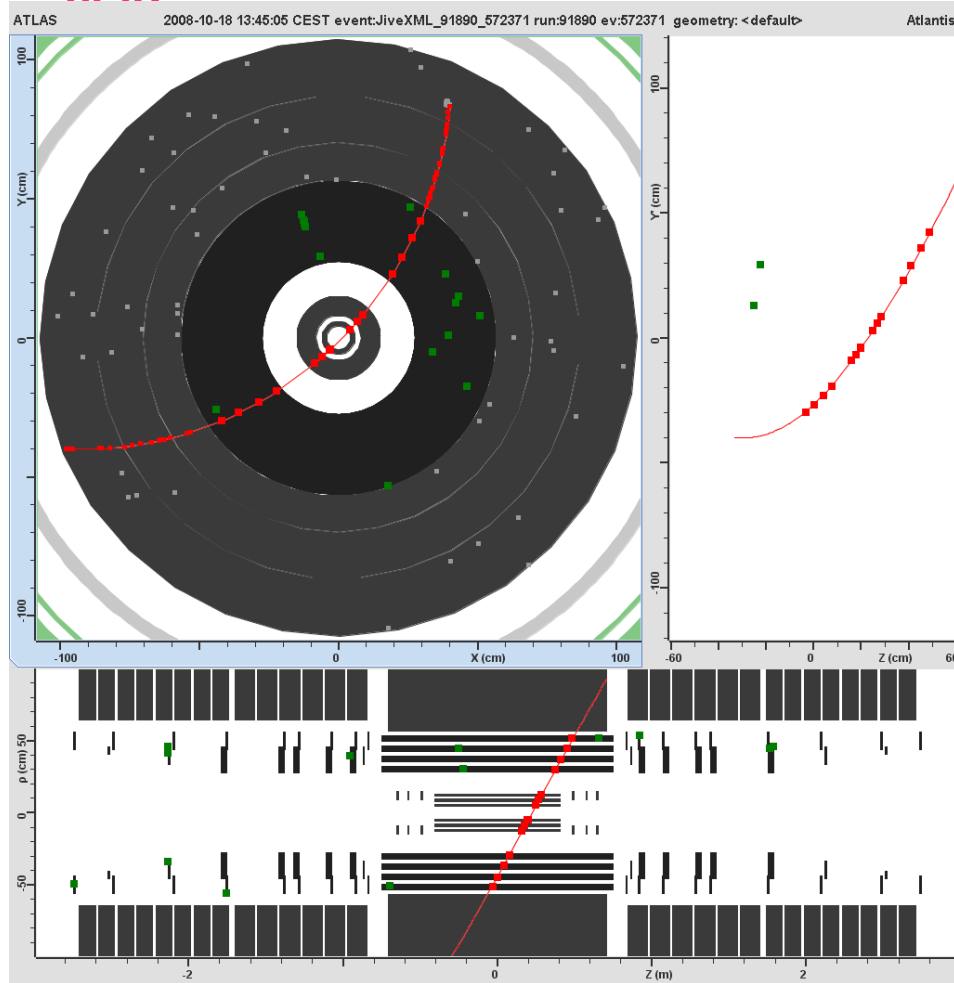 ATLAS 2008-10-18 13:45:05 CEST event:JiveXML_91890_572371 run:91890 ev:572371 geometry: <default> Atlantis
100
0
-100
Y (cm)
-100 0 X (cm) 100
100
0
-100
Y (cm)
-60 0 Z (cm) 60
50
0
-50
ρ (cm)
-2 0 Z (m) 2